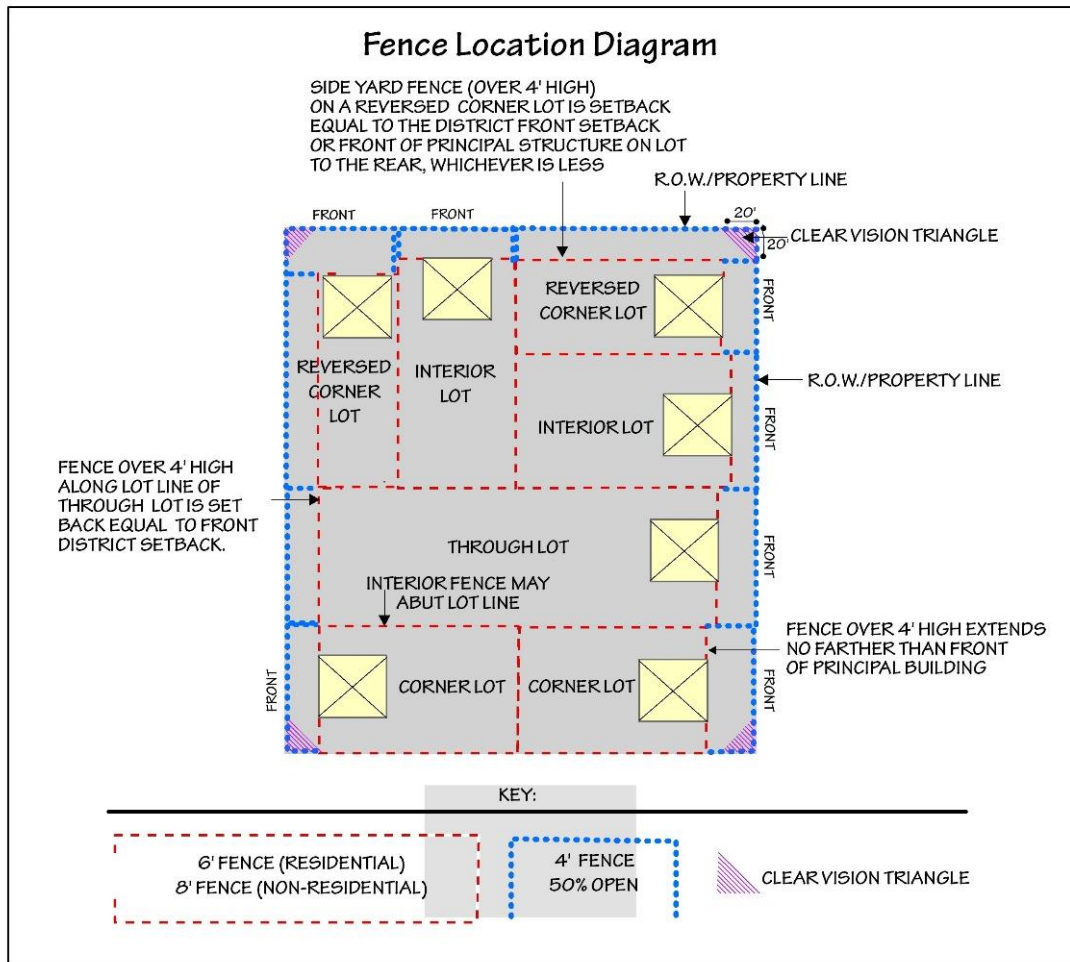 Fence Location Diagram
SIDE YARD FENCE (OVER 4' HIGH)
ON A REVERSED CORNER LOT IS SETBACK
EQUAL TO THE DISTRICT FRONT SETBACK
OR FRONT OF PRINCIPAL STRUCTURE ON LOT
TO THE REAR, WHICHEVER IS LESS
R.O.W./PROPERTY LINE
FRONT
FRONT
20'
20'
CLEAR VISION TRIANGLE
REVERSED
CORNER LOT
FRONT
REVERSED
CORNER
LOT
INTERIOR
LOT
R.O.W./PROPERTY LINE
INTERIOR LOT
FRONT
FENCE OVER 4' HIGH
ALONG LOT LINE OF
THROUGH LOT IS SET
BACK EQUAL TO FRONT
DISTRICT SETBACK.
THROUGH LOT
FRONT
INTERIOR FENCE MAY
ABUT LOT LINE
FENCE OVER 4' HIGH EXTENDS
NO FARTHER THAN FRONT
OF PRINCIPAL BUILDING
FRONT
CORNER LOT
CORNER LOT
FRONT
KEY:
6' FENCE (RESIDENTIAL)
8' FENCE (NON-RESIDENTIAL)
4' FENCE
50% OPEN
CLEAR VISION TRIANGLE